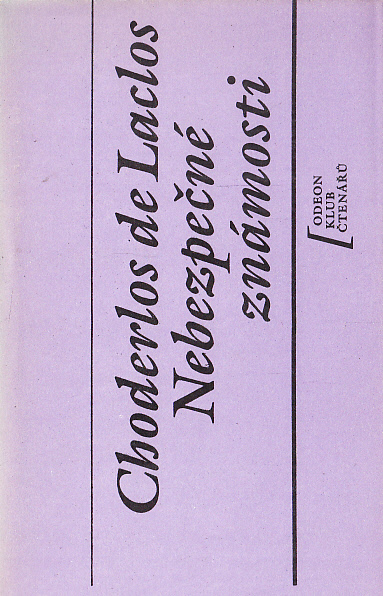 Choderlos de Laclos
Nebezpečné
známosti
ODEON
KLUB
ČTENÁŘŮ